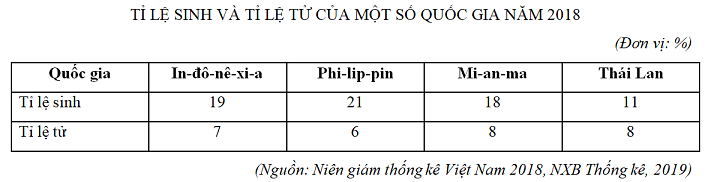 TỈ LỆ SINH VÀ TỈ LỆ TỬ CỦA MỘT SỐ QUỐC GIA NĂM 2018
(Đơn vị: %)
Quốc gia In-đô-nê-xi-a Phi-lip-pin Mi-an-ma Thái Lan
Tỉ lệ sinh 19 21 18 11
Tỉ lệ tử 7 6 8 8
(Nguồn: Niên giám thống kê Việt Nam 2018, NXB Thống kê, 2019)